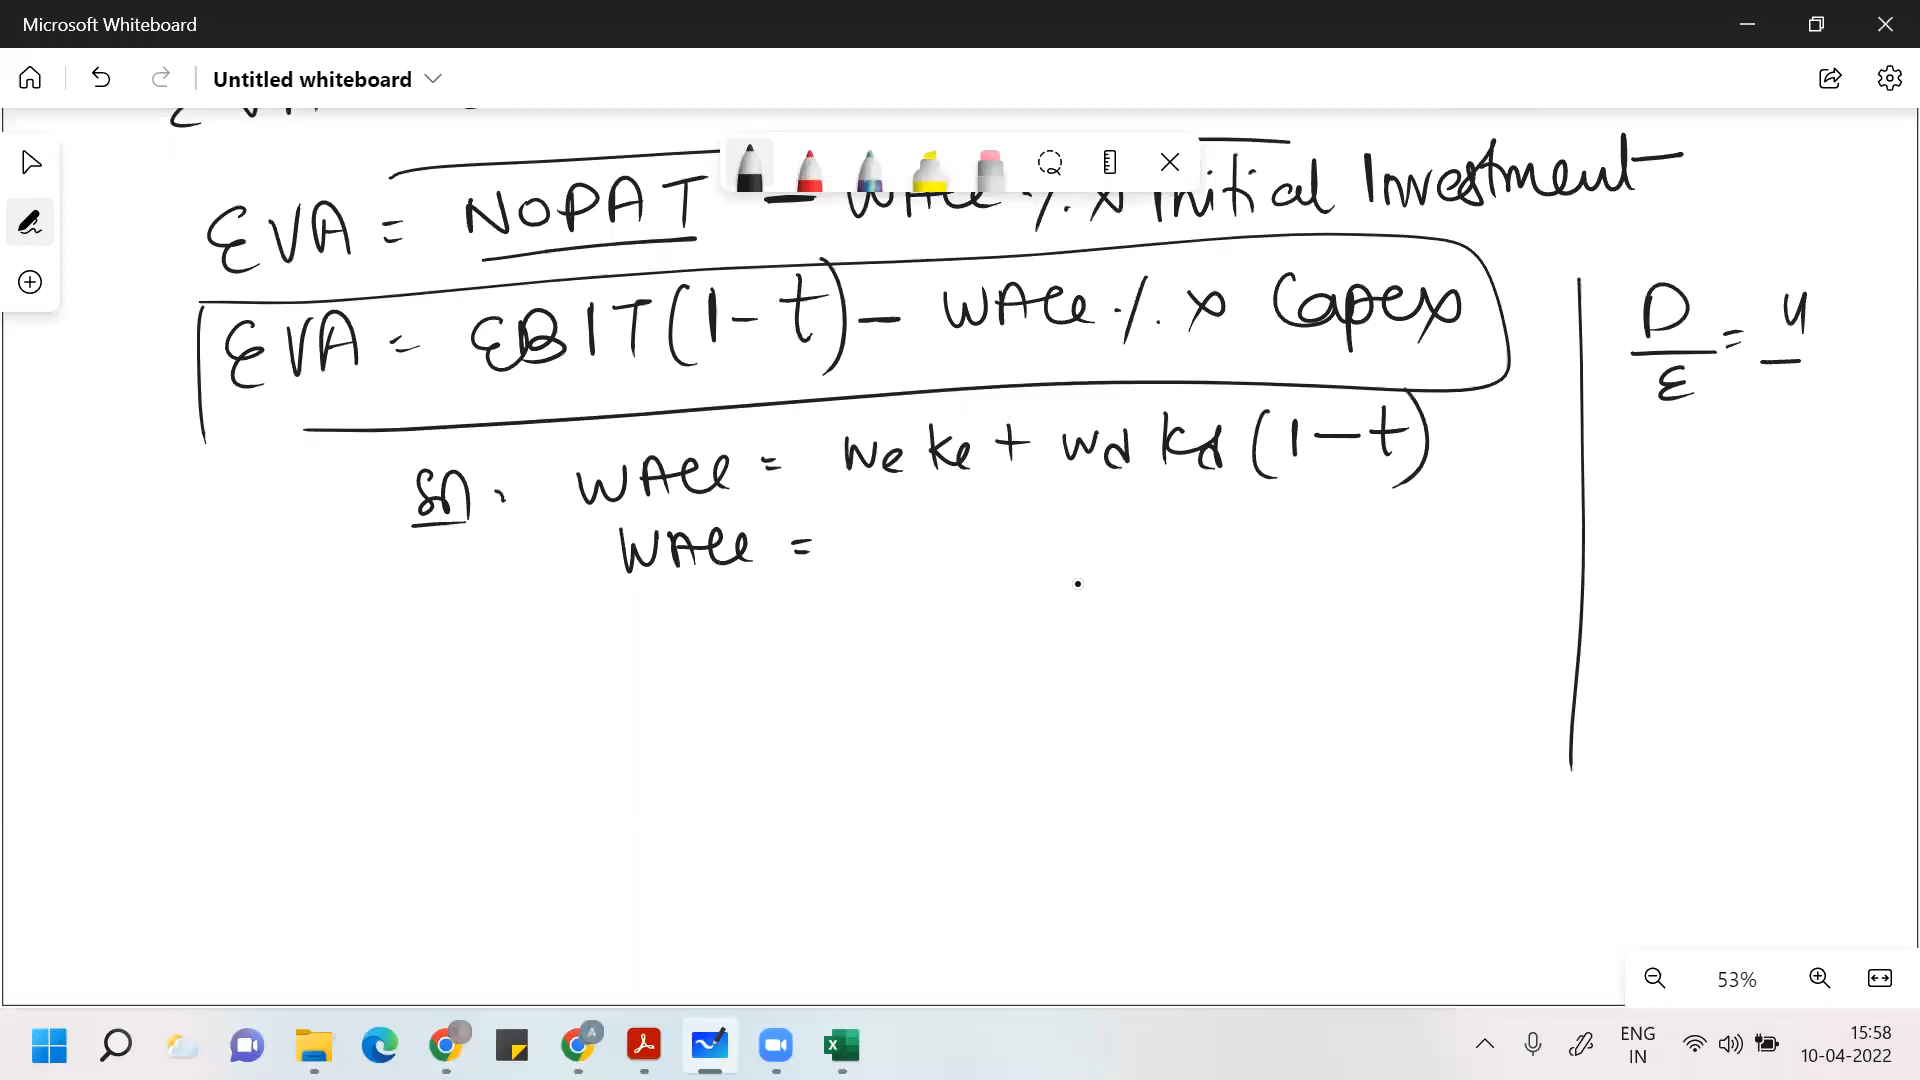 Microsoft Whiteboard
Untitled whiteboard
EVA = NOPAT - WACC % x Initial Investment
EVA = EBIT (1 - t) - WACC % x Capex
Sn. WACC = We Ke + Wd Kd (1 - t)
WACC =
D
E
= 4
53%
ENG
IN
15:58
10-04-2022